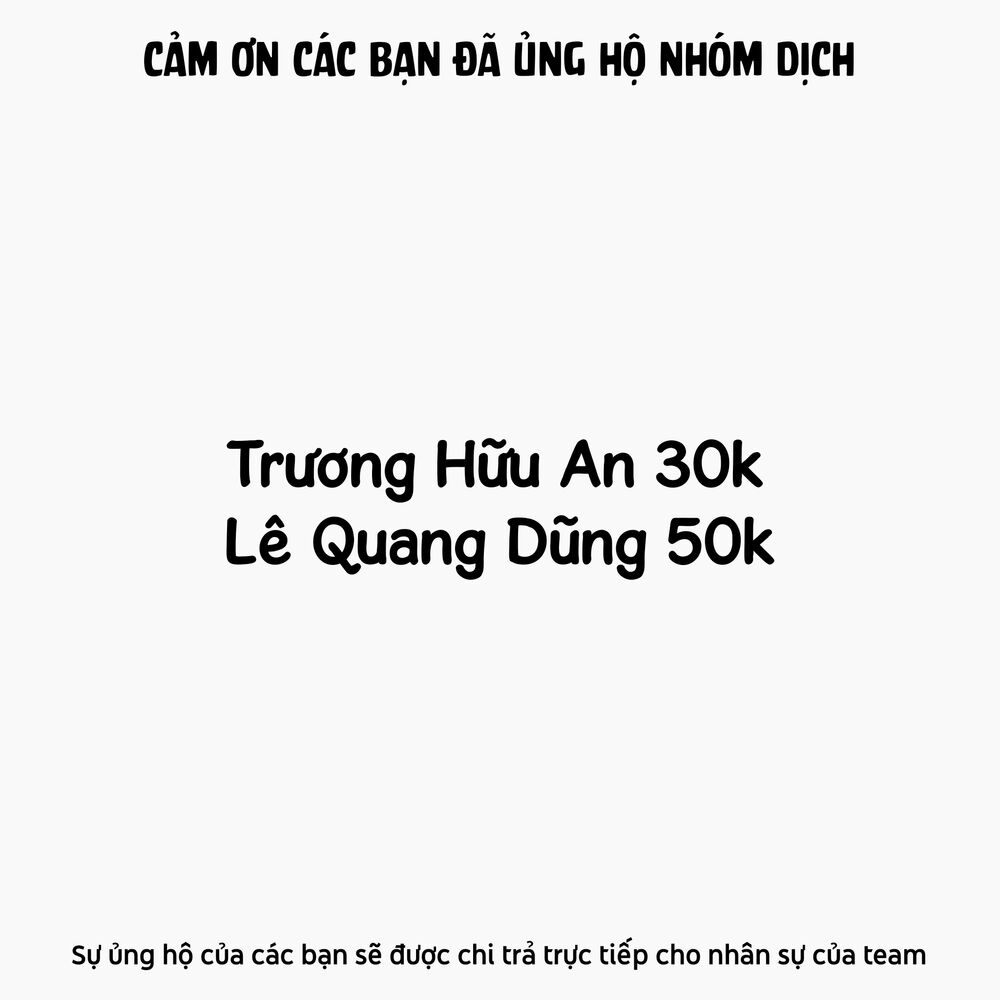 CẢM ƠN CÁC BẠN ĐÃ ỦNG HỘ NHÓM DỊCH
Trương Hữu An 30k
Lê Quang Dũng 50k
Sự ủng hộ của các bạn sẽ được chi trả trực tiếp cho nhân sự của team